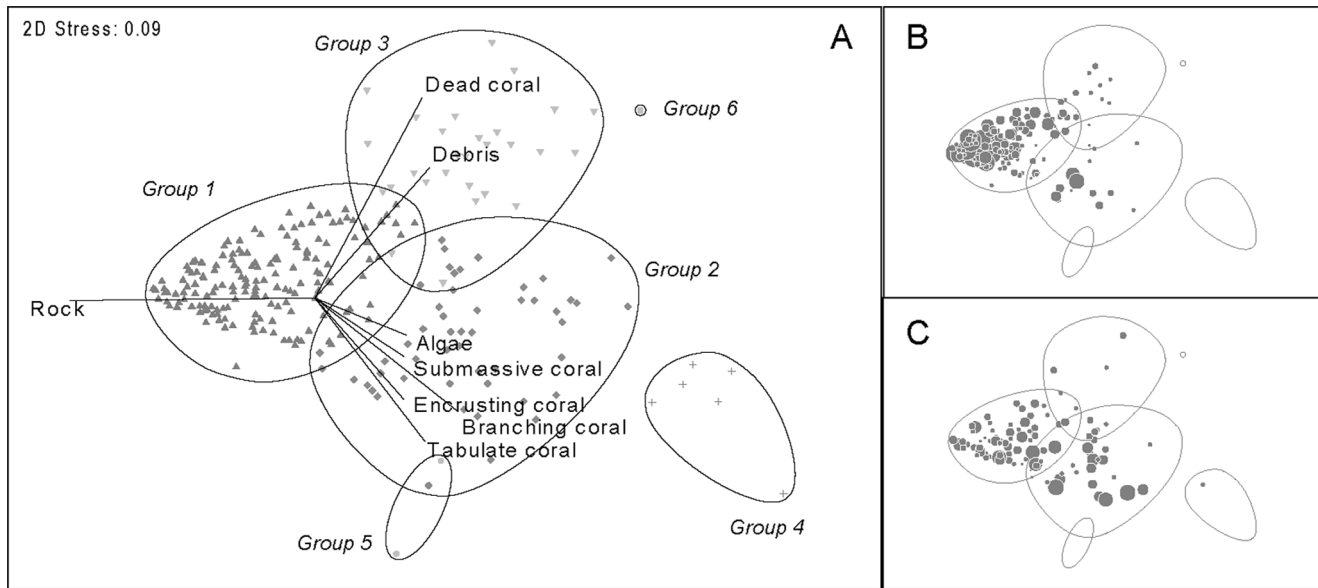 2D Stress: 0.09
A
B
C
Group 3
Dead coral
Group 6
Debris
Group 1
Group 2
Rock
Algae
Submassive coral
Encrusting coral
Branching coral
Tabulate coral
Group 4
Group 5